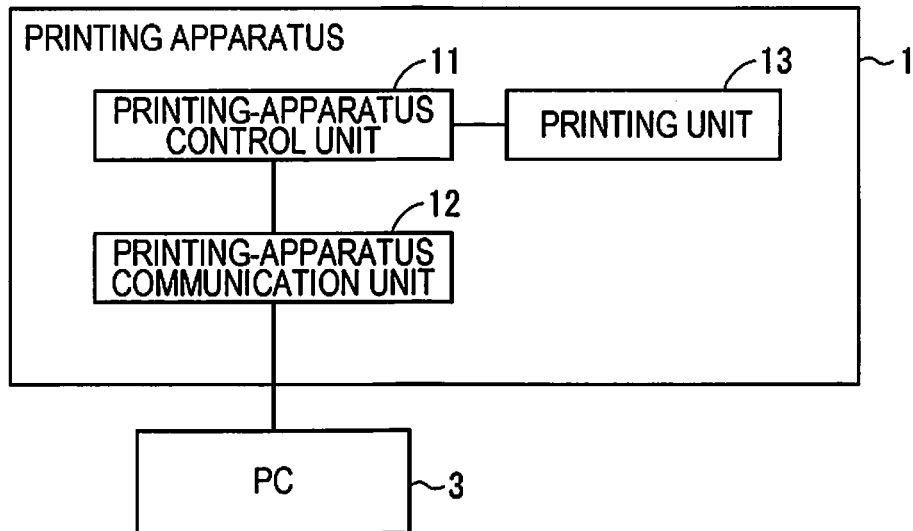 PRINTING APPARATUS
1
11
13
PRINTING-APPARATUS
CONTROL UNIT
PRINTING UNIT
12
PRINTING-APPARATUS
COMMUNICATION UNIT
PC
3